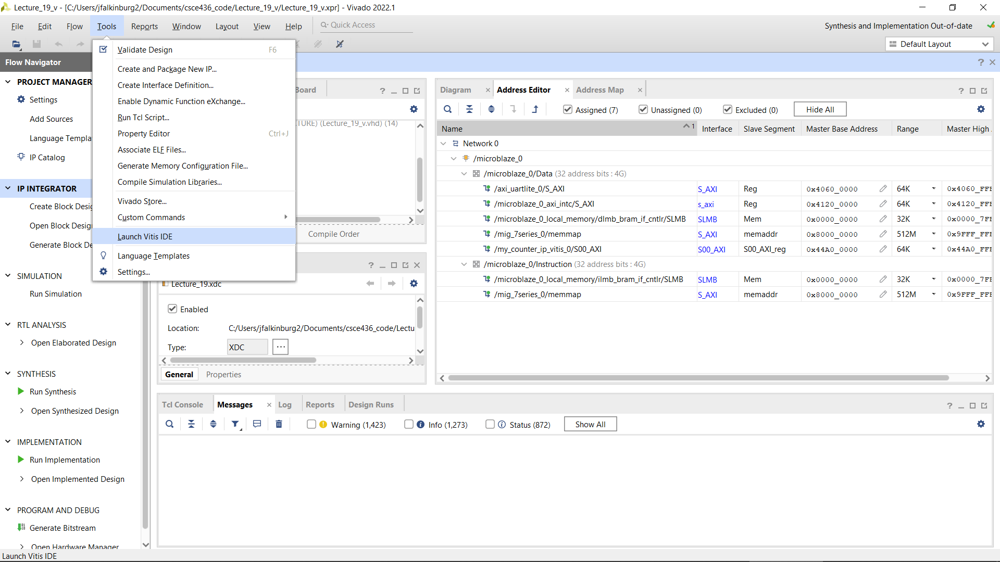 Lecture_19_v - [C:/Users/jfalkinburg2/Documents/csce436_code/Lecture_19_v/Lecture_19_v.xpr] - Vivado 2022.1
File Edit Flow Tools Reports Window Layout View Help Quick Access
Synthesis and Implementation Out-of-date
Default Layout
Flow Navigator
PROJECT MANAGER
Settings
Add Sources
Language Templa
IP Catalog
IP INTEGRATOR
Create Block Desig
Open Block Design
Generate Block De
SIMULATION
Run Simulation
RTL ANALYSIS
Open Elaborated Design
SYNTHESIS
Run Synthesis
Open Synthesized Design
IMPLEMENTATION
Run Implementation
Open Implemented Design
PROGRAM AND DEBUG
Generate Bitstream
Open Hardware Manager
Launch Vitis IDE
Validate Design F6
Create and Package New IP...
Create Interface Definition...
Enable Dynamic Function eXchange...
Run Tcl Script...
Property Editor Ctrl+J
Associate ELF Files...
Generate Memory Configuration File...
Compile Simulation Libraries...
Vivado Store...
Custom Commands
Launch Vitis IDE
Language Templates
Settings...
Board
TURE) (Lecture_19_v.vhd) (14)
Compile Order
Lecture_19.xdc
Enabled
Location: C:/Users/jfalkinburg2/Documents/csce436_code/Lectu
Type: XDC ...
General Properties
Diagram Address Editor Address Map
Assigned (7) Unassigned (0) Excluded (0) Hide All
Name 1 Interface Slave Segment Master Base Address Range Master High
Network 0
/microblaze_0
/microblaze_0/Data (32 address bits : 4G)
/axi_uartlite_0/S_AXI S_AXI Reg 0x4060_0000 64K 0x4060_FFF
/microblaze_0_axi_intc/S_AXI s_axi Reg 0x4120_0000 64K 0x4120_FFF
/microblaze_0_local_memory/dlmb_bram_if_cntlr/SLMB SLMB Mem 0x0000_0000 32K 0x0000_7FF
/mig_7series_0/memmap S_AXI memaddr 0x8000_0000 512M 0x9FFF_FFF
/my_counter_ip_vitis_0/S00_AXI S00_AXI S00_AXI_reg 0x44A0_0000 64K 0x44A0_FFF
/microblaze_0/Instruction (32 address bits : 4G)
/microblaze_0_local_memory/ilmb_bram_if_cntlr/SLMB SLMB Mem 0x0000_0000 32K 0x0000_7FF
/mig_7series_0/memmap S_AXI memaddr 0x8000_0000 512M 0x9FFF_FFF
Tcl Console Messages Log Reports Design Runs
Warning (1,423) Info (1,273) Status (872) Show All